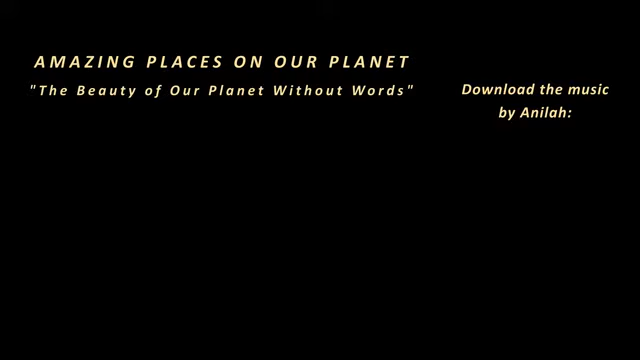 AMAZING PLACES ON OUR PLANET
"The Beauty of Our Planet Without Words"
Download the music
by Anilah: